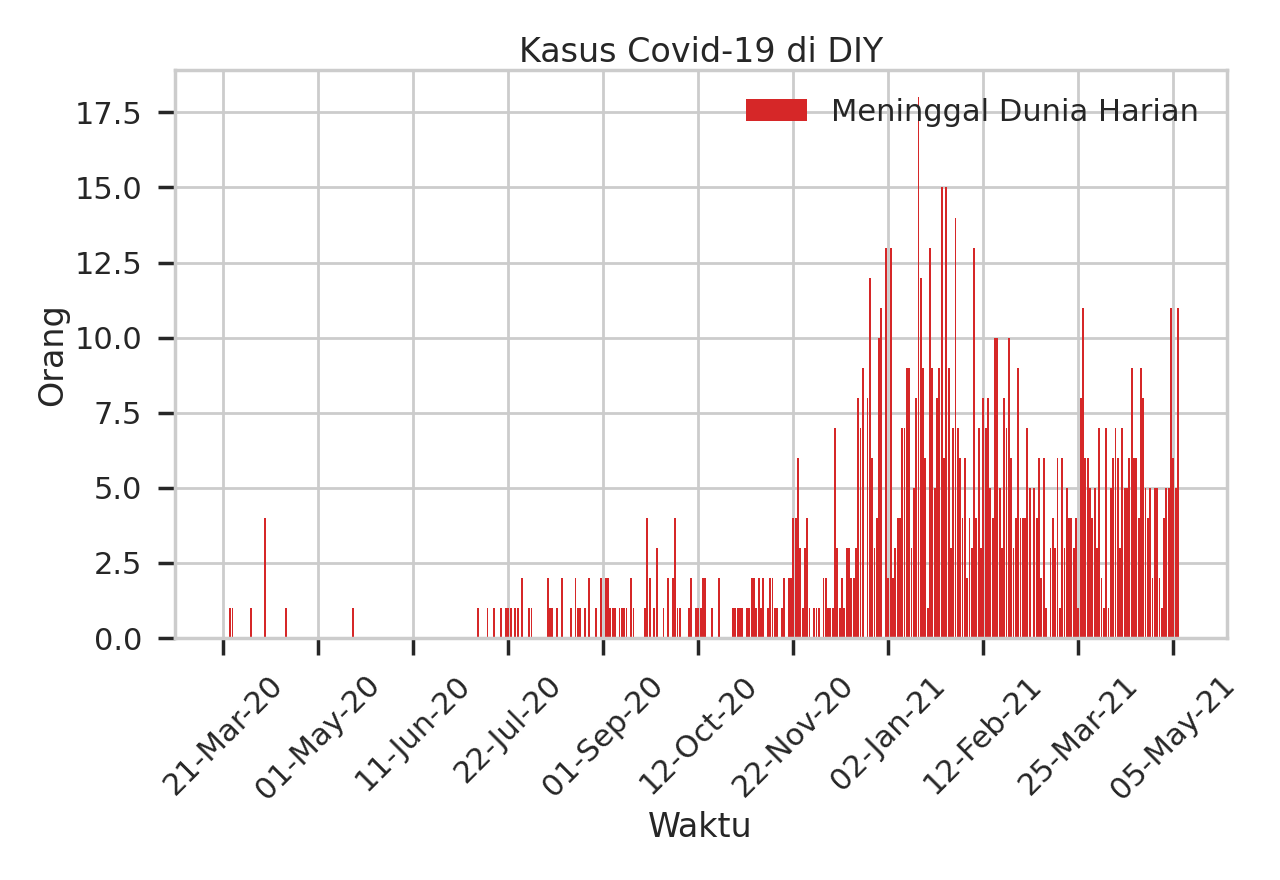 Kasus Covid-19 di DIY
Meninggal Dunia Harian
17.5
15.0
12.5
10.0
7.5
5.0
2.5
0.0
Orang
21-Mar-20
01-May-20
11-Jun-20
22-Jul-20
01-Sep-20
12-Oct-20
22-Nov-20
02-Jan-21
12-Feb-21
25-Mar-21
05-May-21
Waktu